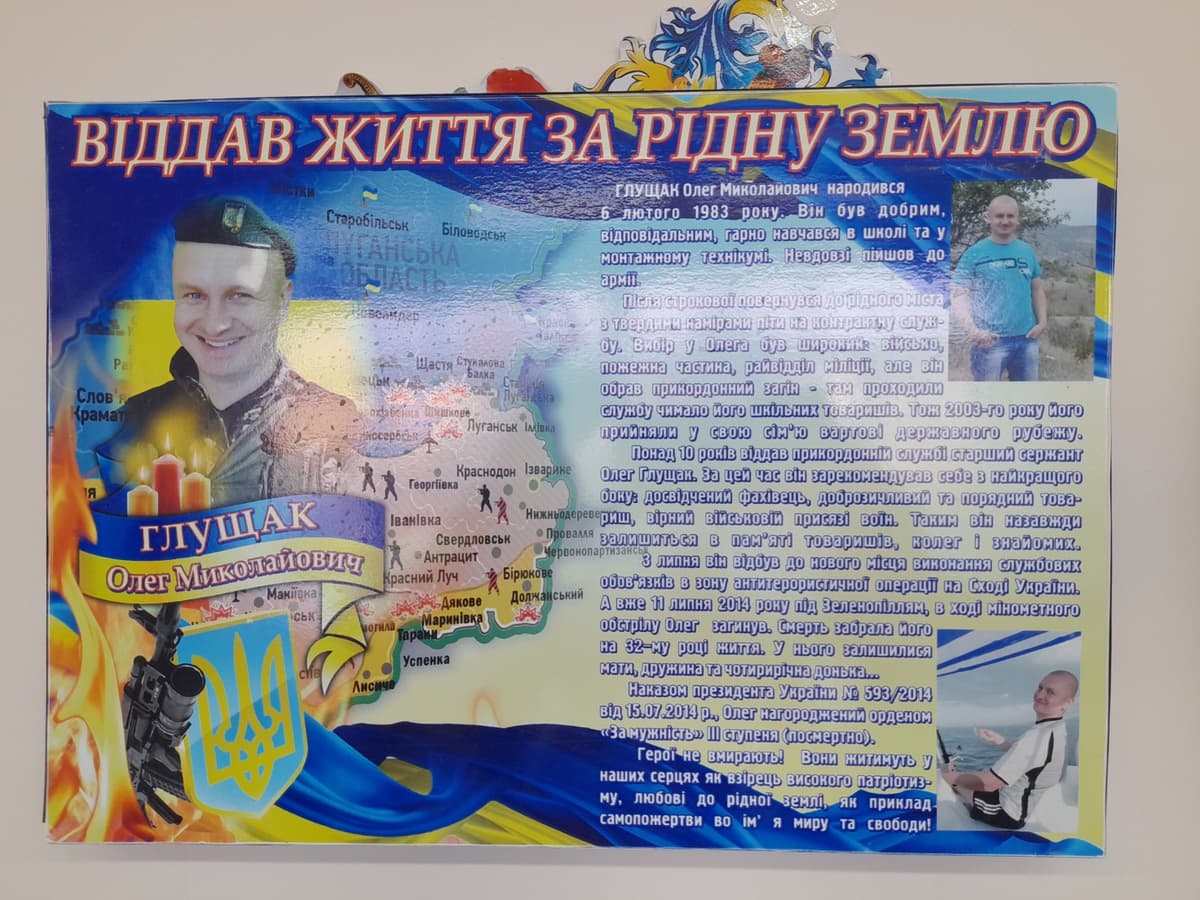 ВІДДАВ ЖИТТЯ ЗА РІДНУ ЗЕМЛЮ
ГЛУЩАК Олег Миколайович народився
6 лютого 1983 року. Він був добрим,
відповідальним, гарно навчався в школі та у
монтажному технікумі. Невдовзі пійшов до
армії.
Після строкової повернувся до рідного міста
з твердими намірами піти на контрактну служ-
бу. Вибір у Олега був широкий: військо,
пожежна частина, райвідділ міліції, але він
обрав прикордонний загін - там проходили
службу чимало його шкільних товаришів. Тож 2003-го року його
прийняли у свою сім'ю вартові державного рубежу.
Понад 10 років віддав прикордонній службі старший сержант
Олег Глущак. За цей час він зарекомендував себе з найкращого
боку: досвідчений фахівець, доброзичливий та порядний това-
риш, вірний військовій присязі воїн. Таким він назавжди
залишиться в пам'яті товаришів, колег і знайомих.
3 липня він відбув до нового місця виконання службових
обов'язків в зону антитерористичної операції на Сході України.
А вже 11 липня 2014 року під Зеленопіллям, в ході мінометного
обстрілу Олег загинув. Смерть забрала його
на 32-му році життя. У нього залишилися
мати, дружина та чотирирічна донька...
Наказом президента України № 593/2014
від 15.07.2014 р., Олег нагороджений орденом
«За мужність» III ступеня (посмертно).
Герої не вмирають! Вони житимуть у
наших серцях як взірець високого патріотиз-
му, любові до рідної землі, як приклад
самопожертви во ім' я миру та свободи!
Старобільськ
Біловодськ
ЛУГАНСЬКА
ОБЛАСТЬ
Щастя
Стукалова
Балка
Слов'я
Крамат
Луганськ
Краснодон
Ізварине
Георгіївка
Іванівка
Нижньодереве
Свердловськ
Провалля
Антрацит
Червонопартизанськ
Красний Луч
Бірюкове
Должанський
Макіївка
Дякове
Маринівка
Тарани
Успенка
Лисиче
ГЛУЩАК
Олег Миколайович